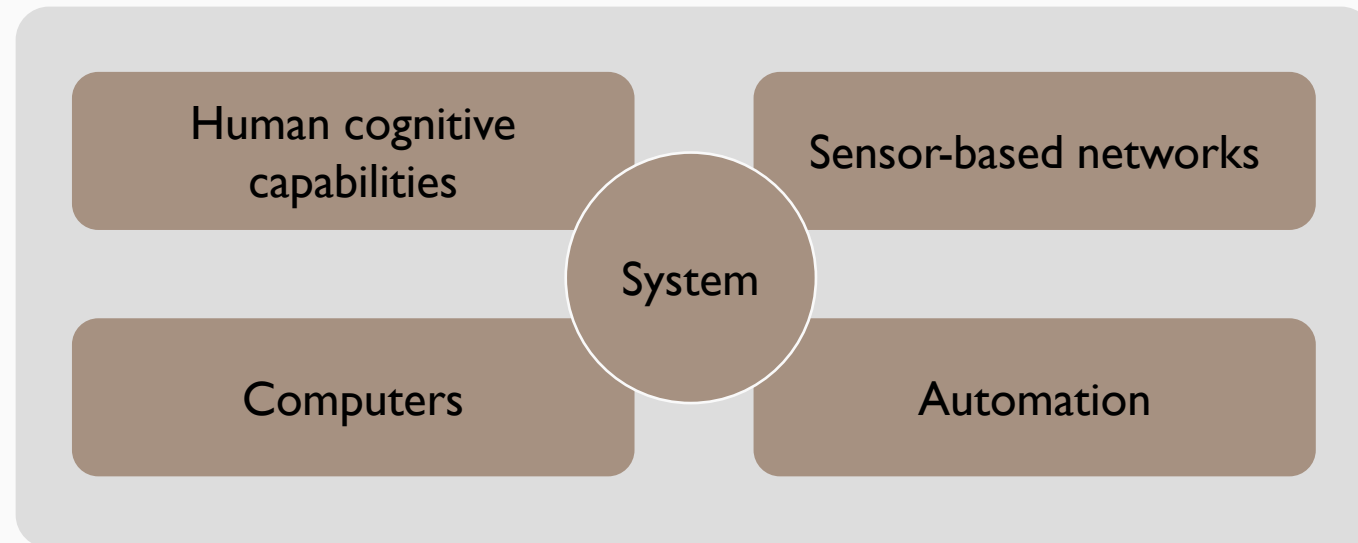 Human cognitive
capabilities
Sensor-based networks
System
Computers
Automation